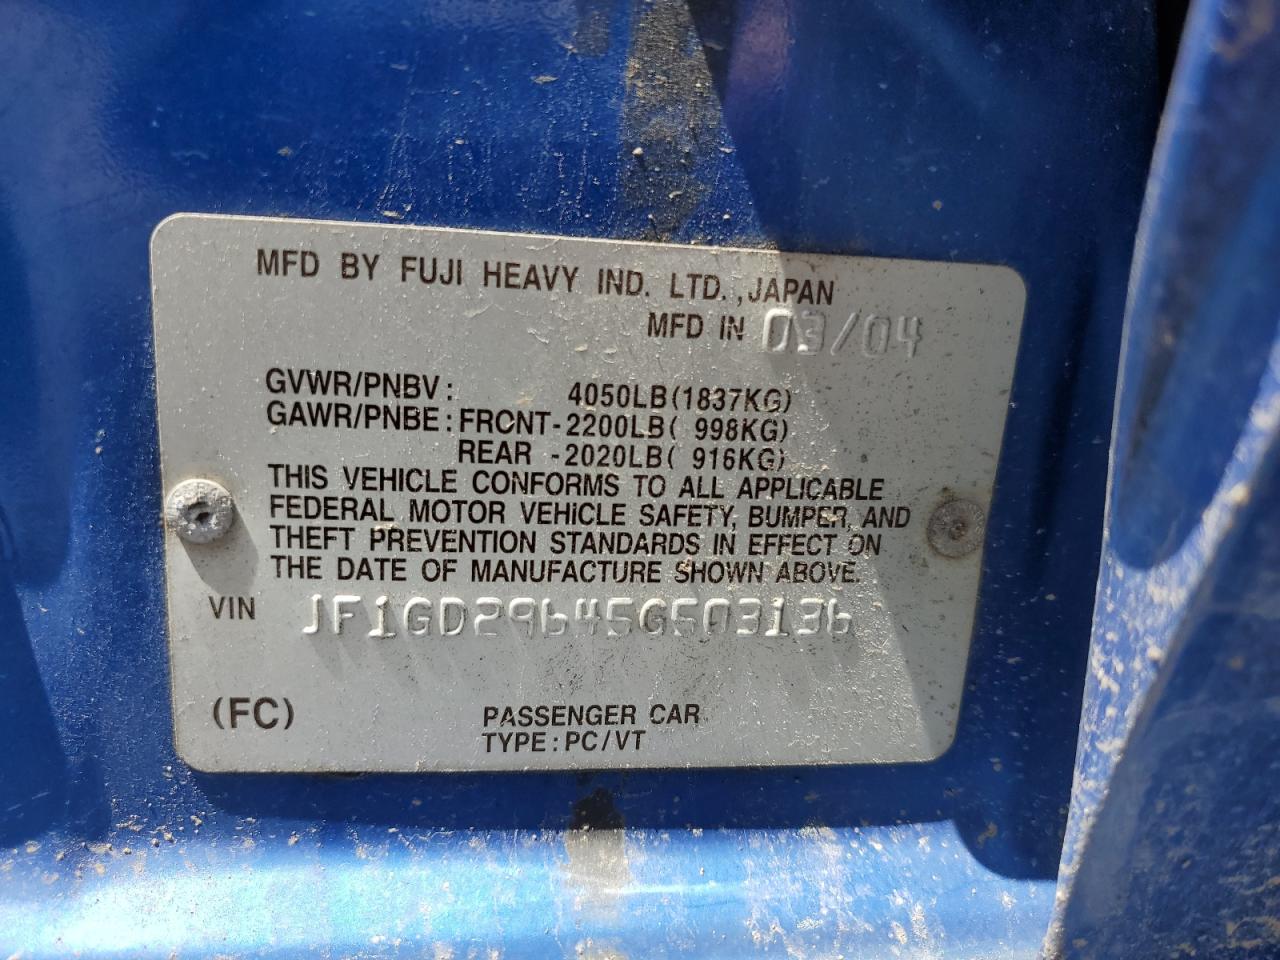 MFD BY FUJI HEAVY IND. LTD.,JAPAN
MFD IN 03/04
GVWR/PNBV: 4050LB(1837KG)
GAWR/PNBE: FRONT-2200LB( 998KG)
REAR -2020LB( 916KG)
THIS VEHICLE CONFORMS TO ALL APPLICABLE
FEDERAL MOTOR VEHICLE SAFETY, BUMPER, AND
THEFT PREVENTION STANDARDS IN EFFECT ON
THE DATE OF MANUFACTURE SHOWN ABOVE.
VIN JF1GD29645G503136
(FC)
PASSENGER CAR
TYPE:PC/VT